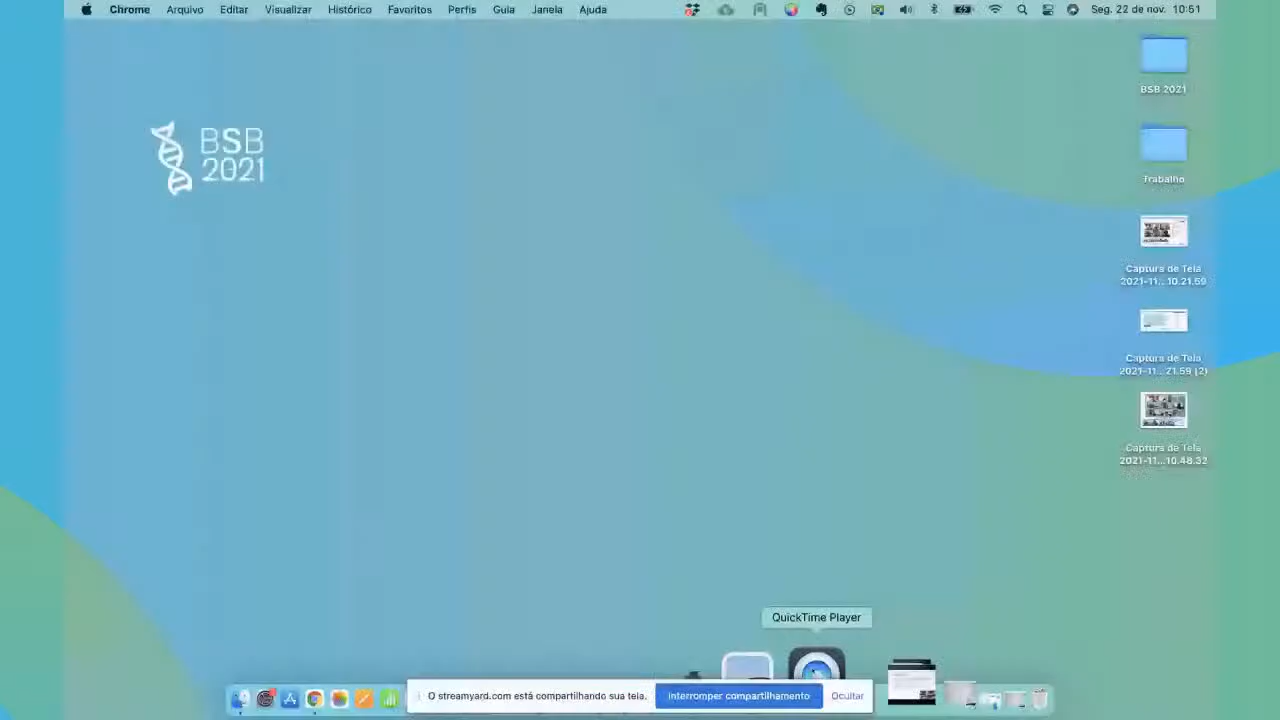 Chrome Arquivo Editar Visualizar Histórico Favoritos Perfis Guia Janela Ajuda Seg. 22 de nov. 10:51
BSB 2021
BSB
2021
Trabalho
Captura de Tela
2021-11... 10.21.59
Captura de Tela
2021-11... 21.59 (2)
Captura de Tela
2021-11...10.48.32
QuickTime Player
O streamyard.com está compartilhando sua tela. Interromper compartilhamento Ocultar